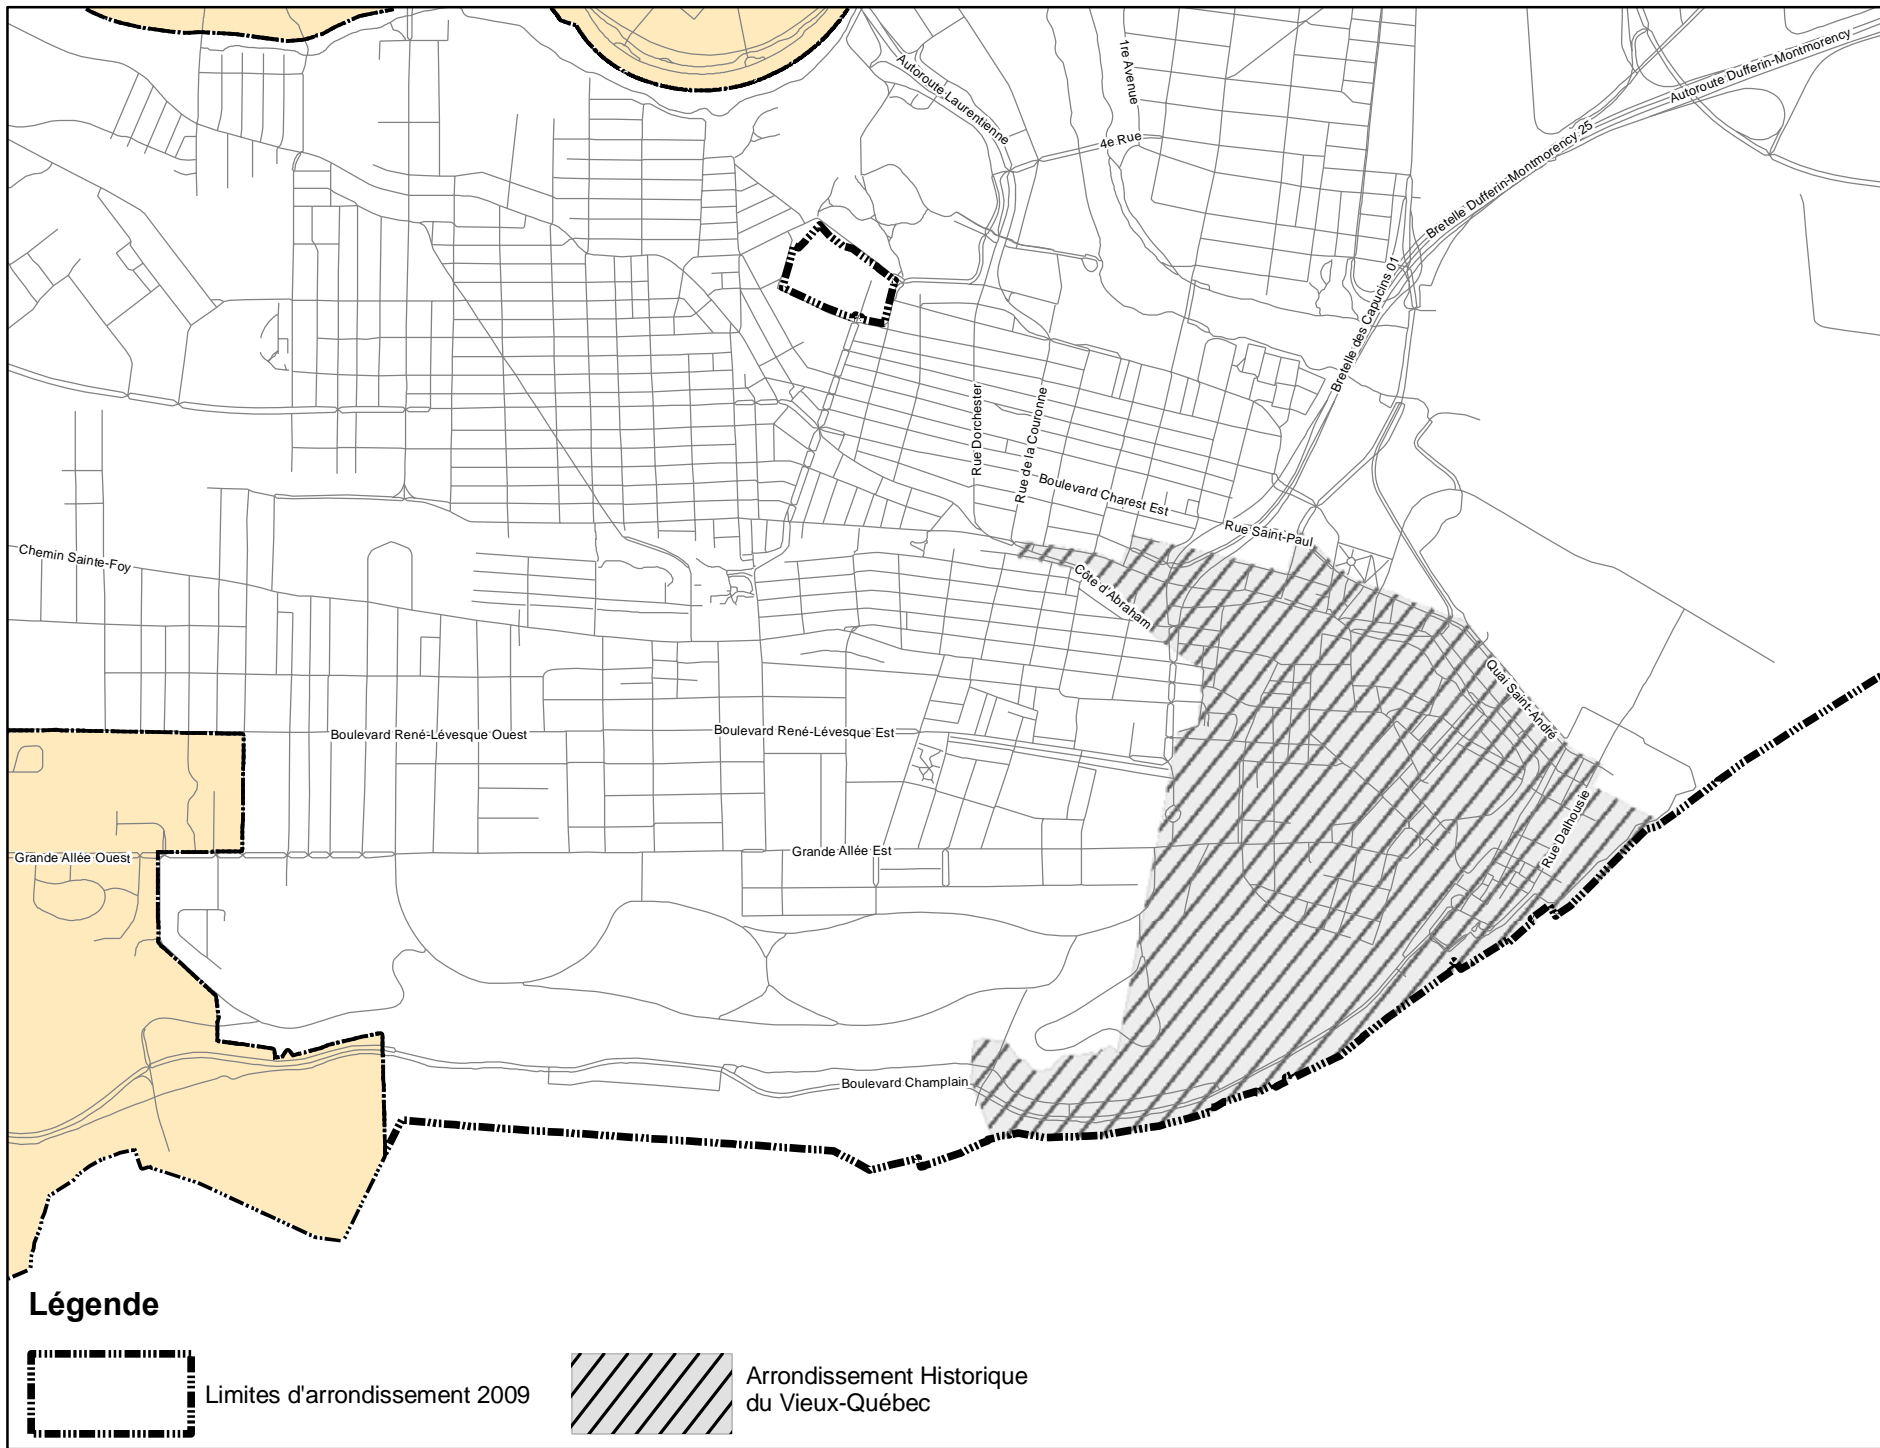 1re Avenue
Autoroute Laurentienne
Autoroute Dufferin-Montmorency
4e Rue
Bretelle Dufferin-Montmorency 25
Bretelle des Capucins 01
Rue Dorchester
Rue de la Couronne
Boulevard Charest Est
Rue Saint-Paul
Chemin Sainte-Foy
Côte d'Abraham
Quai Saint-André
Boulevard René-Lévesque Ouest
Boulevard René-Lévesque Est
Rue Dalhousie
Grande Allée Ouest
Grande Allée Est
Boulevard Champlain
Légende
Limites d'arrondissement 2009
Arrondissement Historique
du Vieux-Québec